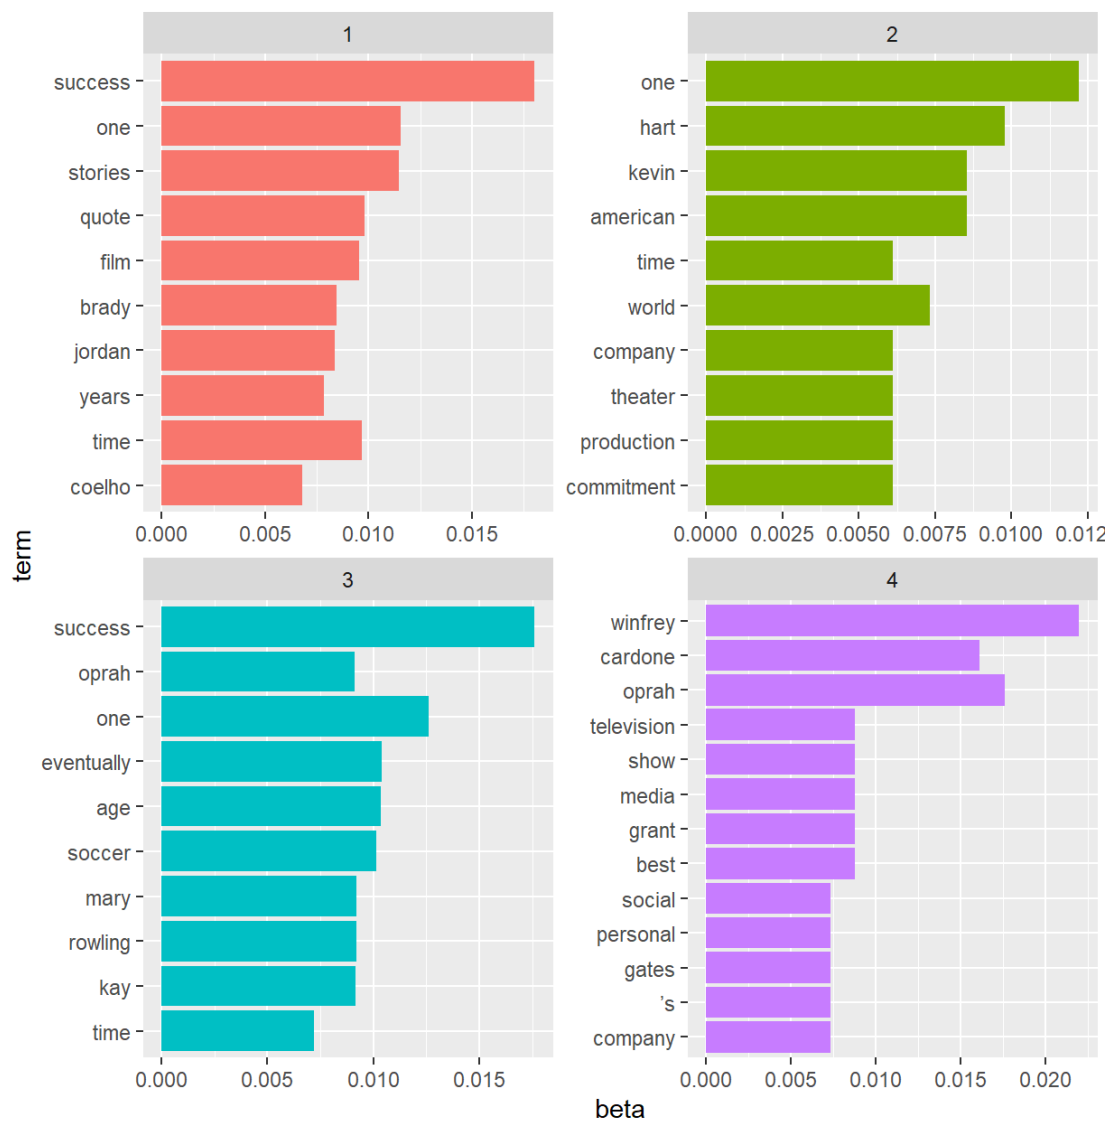 1
success
one
stories
quote
film
brady
jordan
years
time
coelho
0.000 0.005 0.010 0.015
2
one
hart
kevin
american
time
world
company
theater
production
commitment
0.0000 0.0025 0.0050 0.0075 0.0100 0.012
term
3
success
oprah
one
eventually
age
soccer
mary
rowling
kay
time
0.000 0.005 0.010 0.015
4
winfrey
cardone
oprah
television
show
media
grant
best
social
personal
gates
’s
company
0.000 0.005 0.010 0.015 0.020
beta